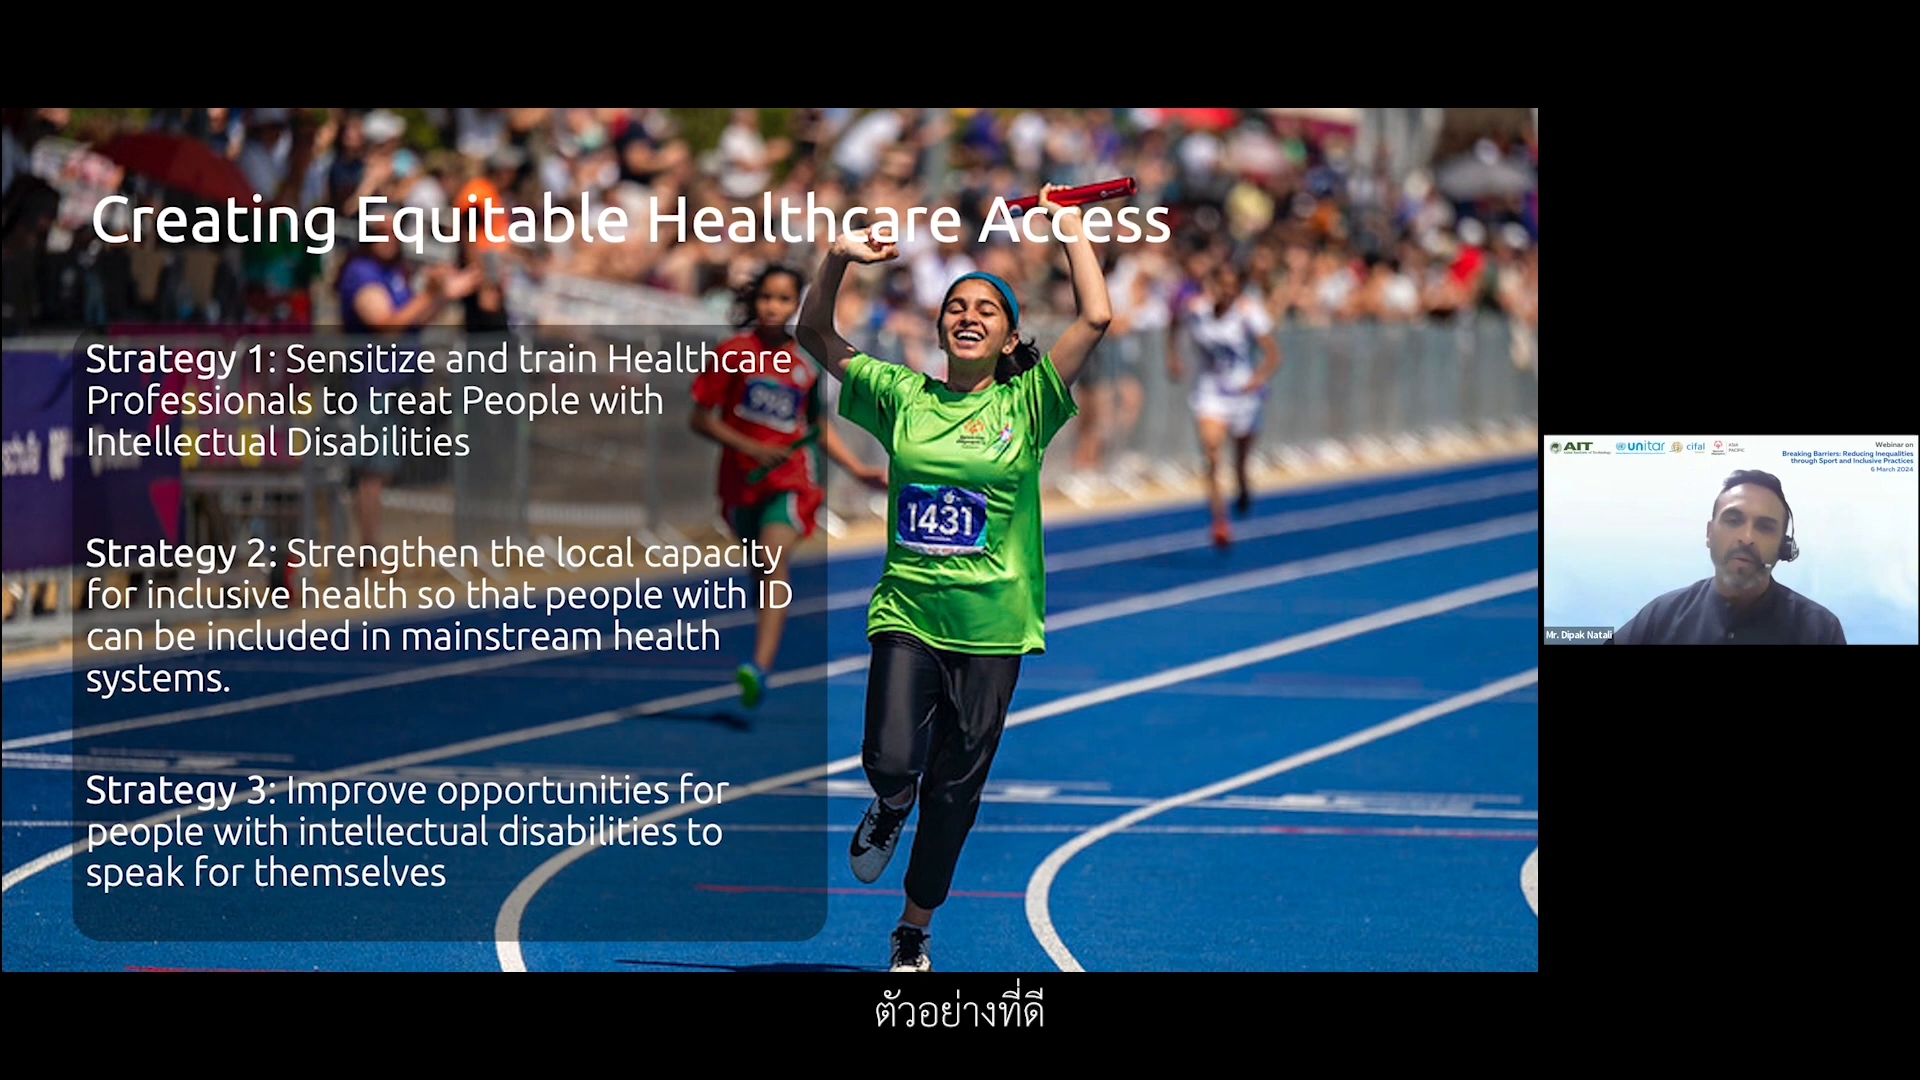 Creating Equitable Healthcare Access
Strategy 1: Sensitize and train Healthcare
Professionals to treat People with
Intellectual Disabilities
Strategy 2: Strengthen the local capacity
for inclusive health so that people with ID
can be included in mainstream health
systems.
Strategy 3: Improve opportunities for
people with intellectual disabilities to
speak for themselves
998
1431
AIT
unitar
cifal
ASIA
PACIFIC
Webinar on
Breaking Barriers: Reducing Inequalities
through Sport and Inclusive Practices
6 March 2024
Mr. Dipak Natali
ตัวอย่างที่ดี